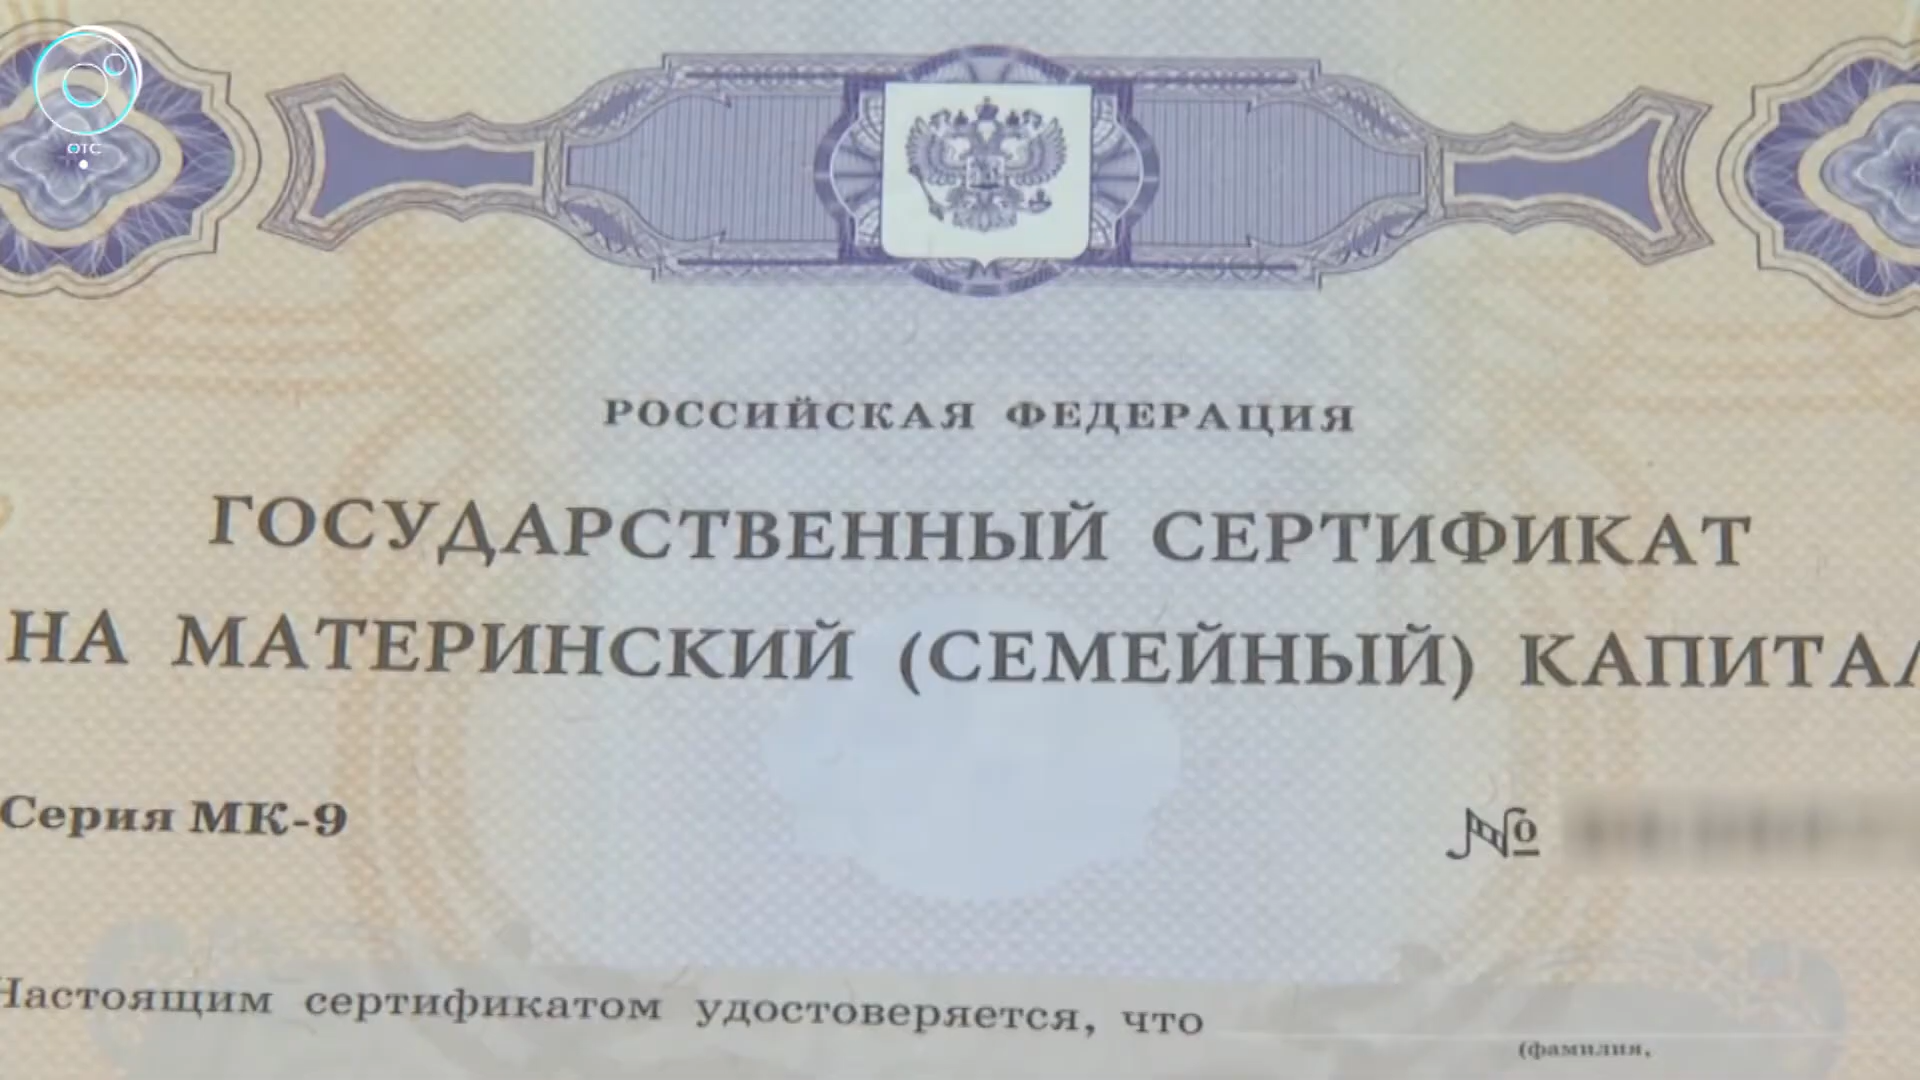 ОТС
РОССИЙСКАЯ ФЕДЕРАЦИЯ
ГОСУДАРСТВЕННЫЙ СЕРТИФИКАТ
НА МАТЕРИНСКИЙ (СЕМЕЙНЫЙ) КАПИТАЛ
Серия МК-9 №
Настоящим сертификатом удостоверяется, что
(фамилия,